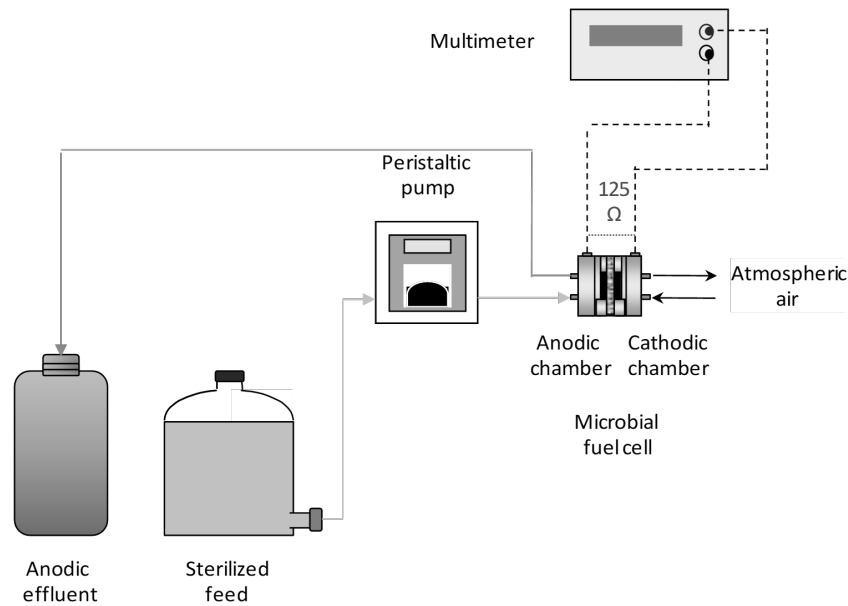 Multimeter
Peristaltic
pump
125
Ω
Atmospheric
air
Anodic
chamber
Cathodic
chamber
Microbial
fuel cell
Anodic
effluent
Sterilized
feed